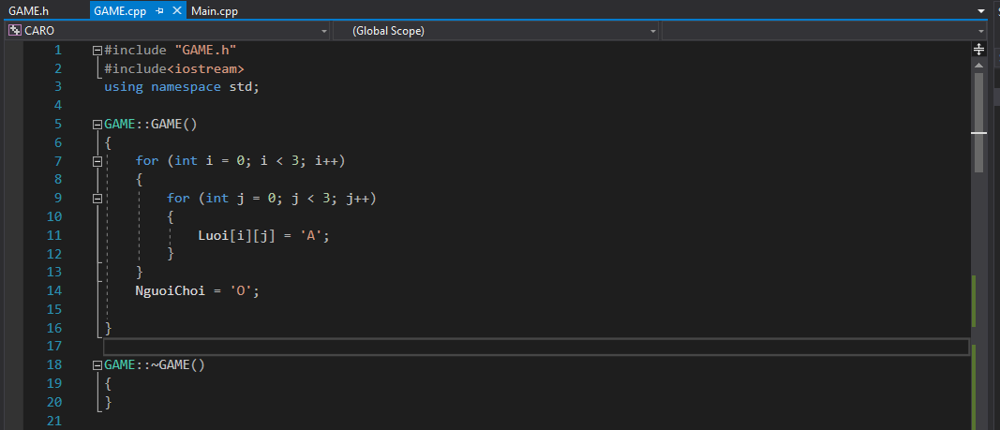 GAME.h GAME.cpp Main.cpp
CARO (Global Scope)
1 #include "GAME.h"
2 #include<iostream>
3 using namespace std;
4
5 GAME::GAME()
6 {
7 for (int i = 0; i < 3; i++)
8 {
9 for (int j = 0; j < 3; j++)
10 {
11 Luoi[i][j] = 'A';
12 }
13 }
14 NguoiChoi = 'O';
15
16 }
17
18 GAME::~GAME()
19 {
20 }
21